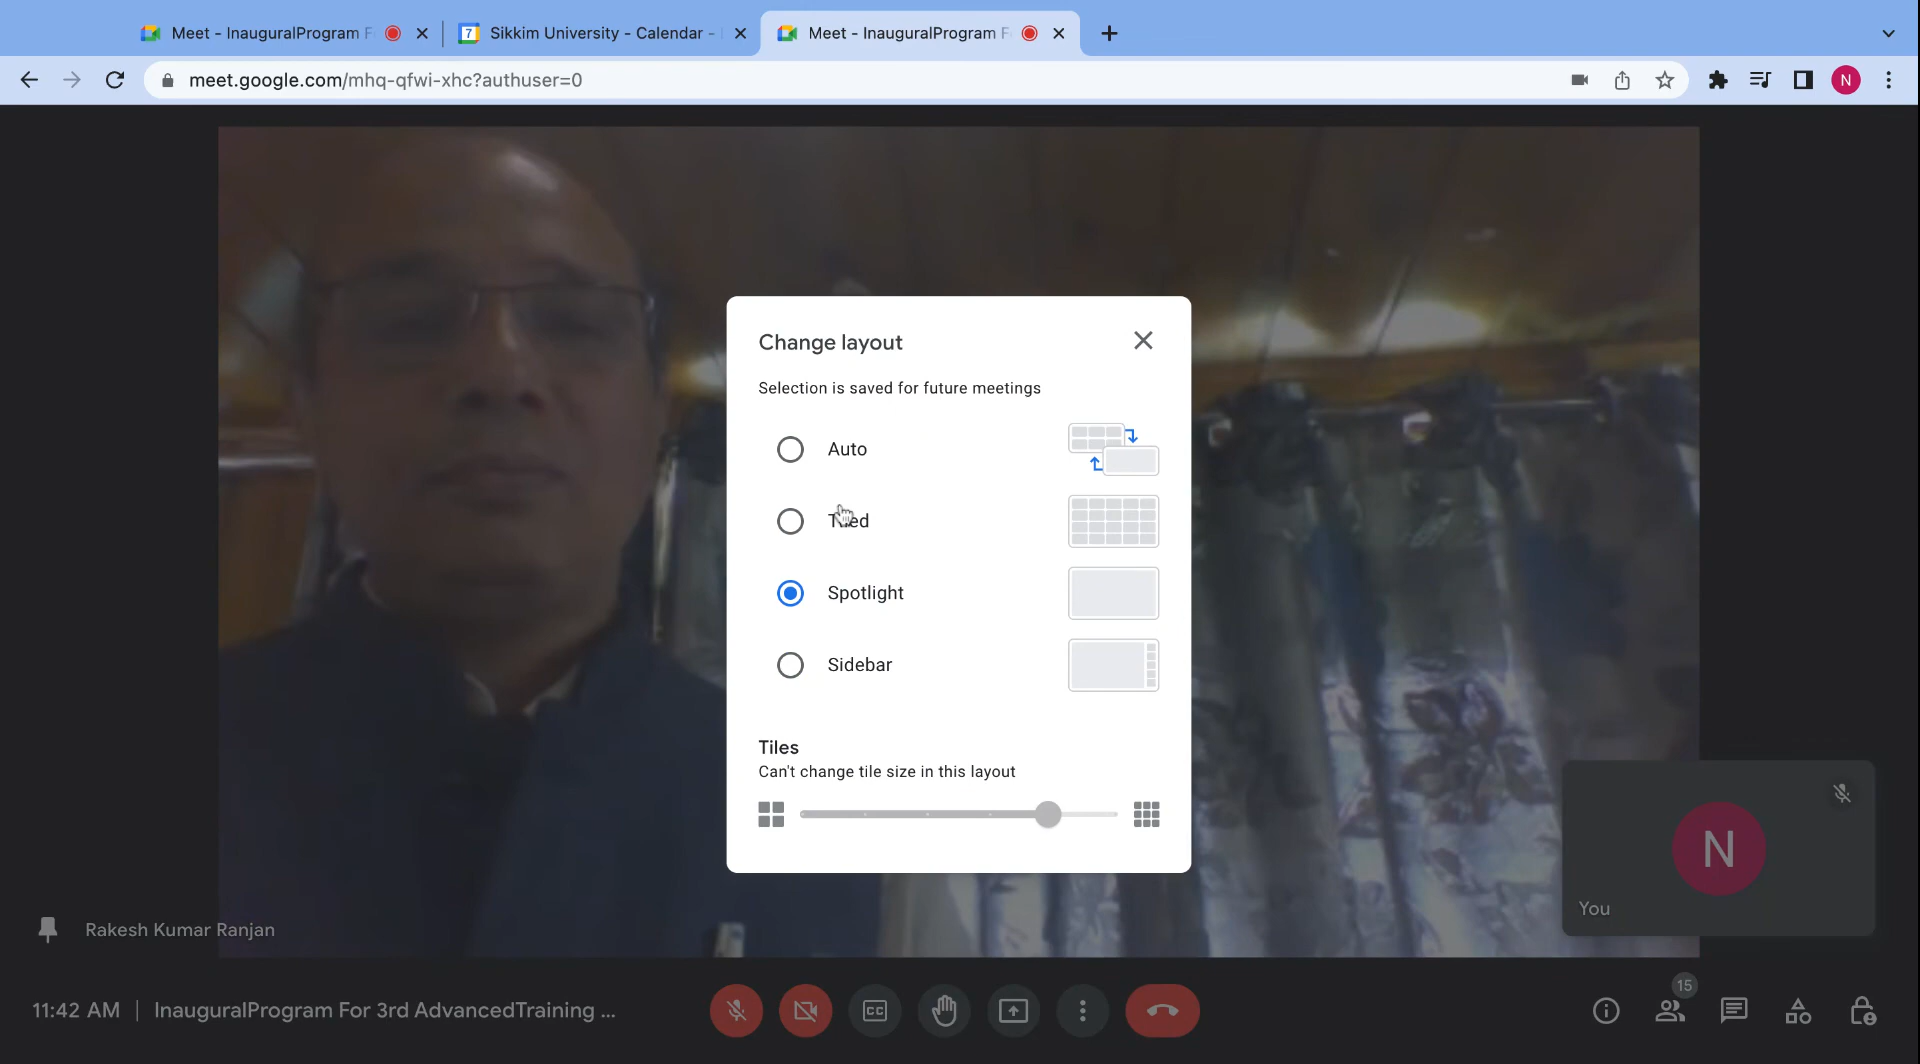 Meet - InauguralProgram F
Sikkim University - Calendar -
Meet - InauguralProgram F
meet.google.com/mhq-qfwi-xhc?authuser=0
N
Change layout
Selection is saved for future meetings
Auto
Tiled
Spotlight
Sidebar
Tiles
Can't change tile size in this layout
N
You
Rakesh Kumar Ranjan
11:42 AM | InauguralProgram For 3rd AdvancedTraining ...
15